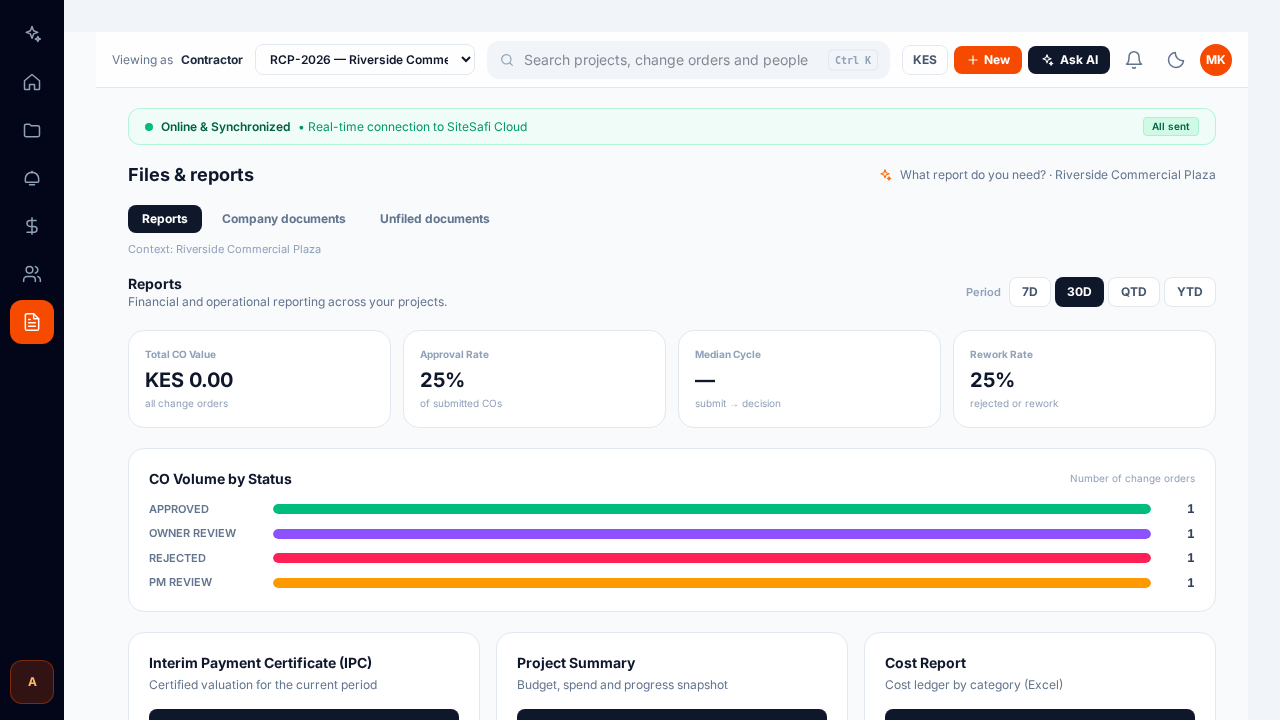 Viewing as Contractor
RCP-2026 — Riverside Comme
Search projects, change orders and people
Ctrl K
KES
New
Ask AI
MK
Online & Synchronized • Real-time connection to SiteSafi Cloud
All sent
Files & reports
What report do you need? · Riverside Commercial Plaza
Reports
Company documents
Unfiled documents
Context: Riverside Commercial Plaza
Reports
Financial and operational reporting across your projects.
Period
7D
30D
QTD
YTD
Total CO Value
KES 0.00
all change orders
Approval Rate
25%
of submitted COs
Median Cycle
—
submit → decision
Rework Rate
25%
rejected or rework
CO Volume by Status
Number of change orders
APPROVED
1
OWNER REVIEW
1
REJECTED
1
PM REVIEW
1
Interim Payment Certificate (IPC)
Certified valuation for the current period
Project Summary
Budget, spend and progress snapshot
Cost Report
Cost ledger by category (Excel)
A